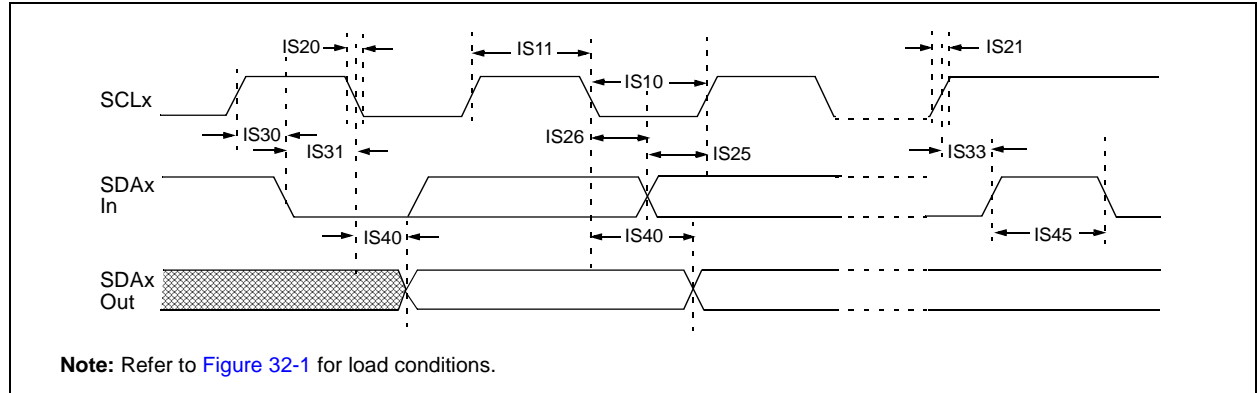 IS20
IS11
IS21
IS10
SCLx
IS30
IS26
IS31
IS25
IS33
SDAx
In
IS40
IS40
IS45
SDAx
Out
Note: Refer to Figure 32-1 for load conditions.